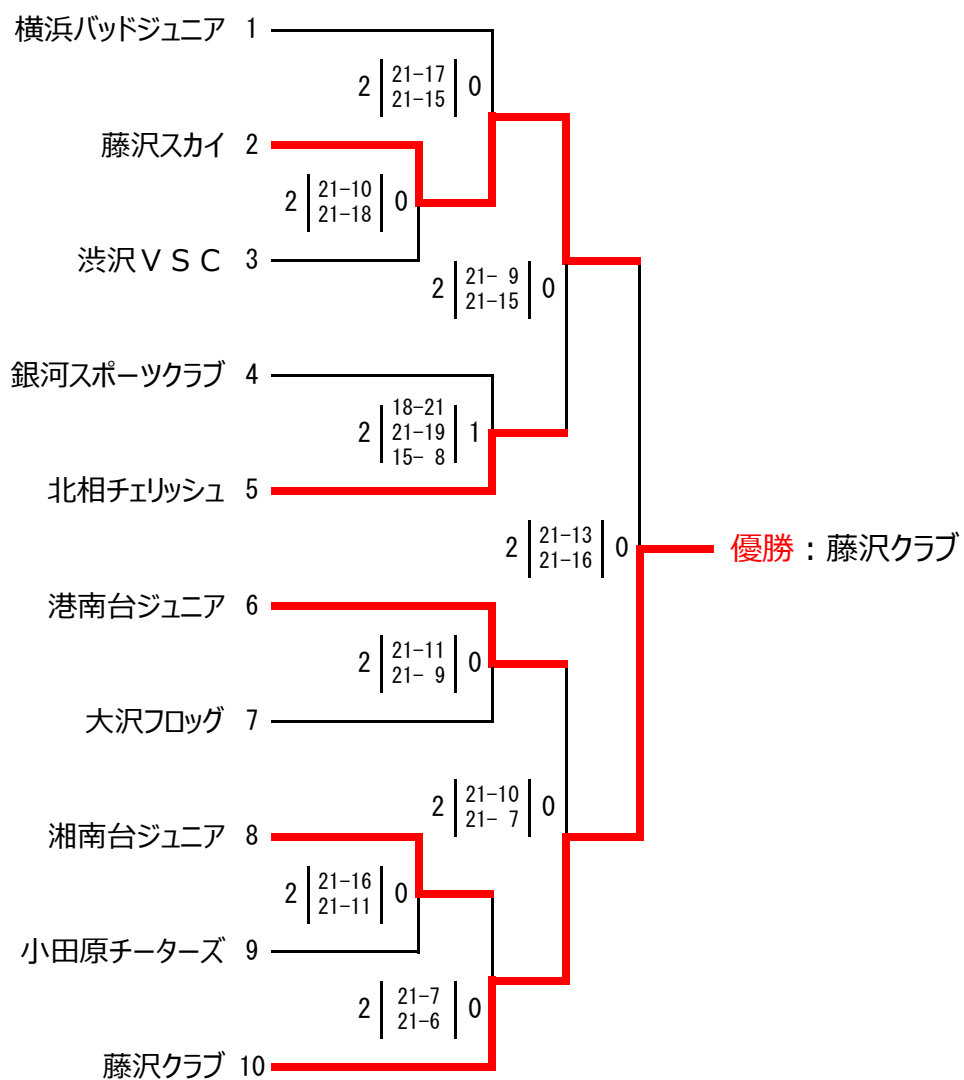 横浜バッドジュニア 1
2 21-17 0
21-15
藤沢スカイ 2
2 21-10 0
21-18
渋沢ＶＳＣ 3
2 21- 9 0
21-15
銀河スポーツクラブ 4
18-21
2 21-19 1
15- 8
北相チェリッシュ 5
2 21-13 0
21-16
優勝：藤沢クラブ
港南台ジュニア 6
2 21-11 0
21- 9
大沢フロッグ 7
2 21-10 0
21- 7
湘南台ジュニア 8
2 21-16 0
21-11
小田原チーターズ 9
2 21-7 0
21-6
藤沢クラブ 10